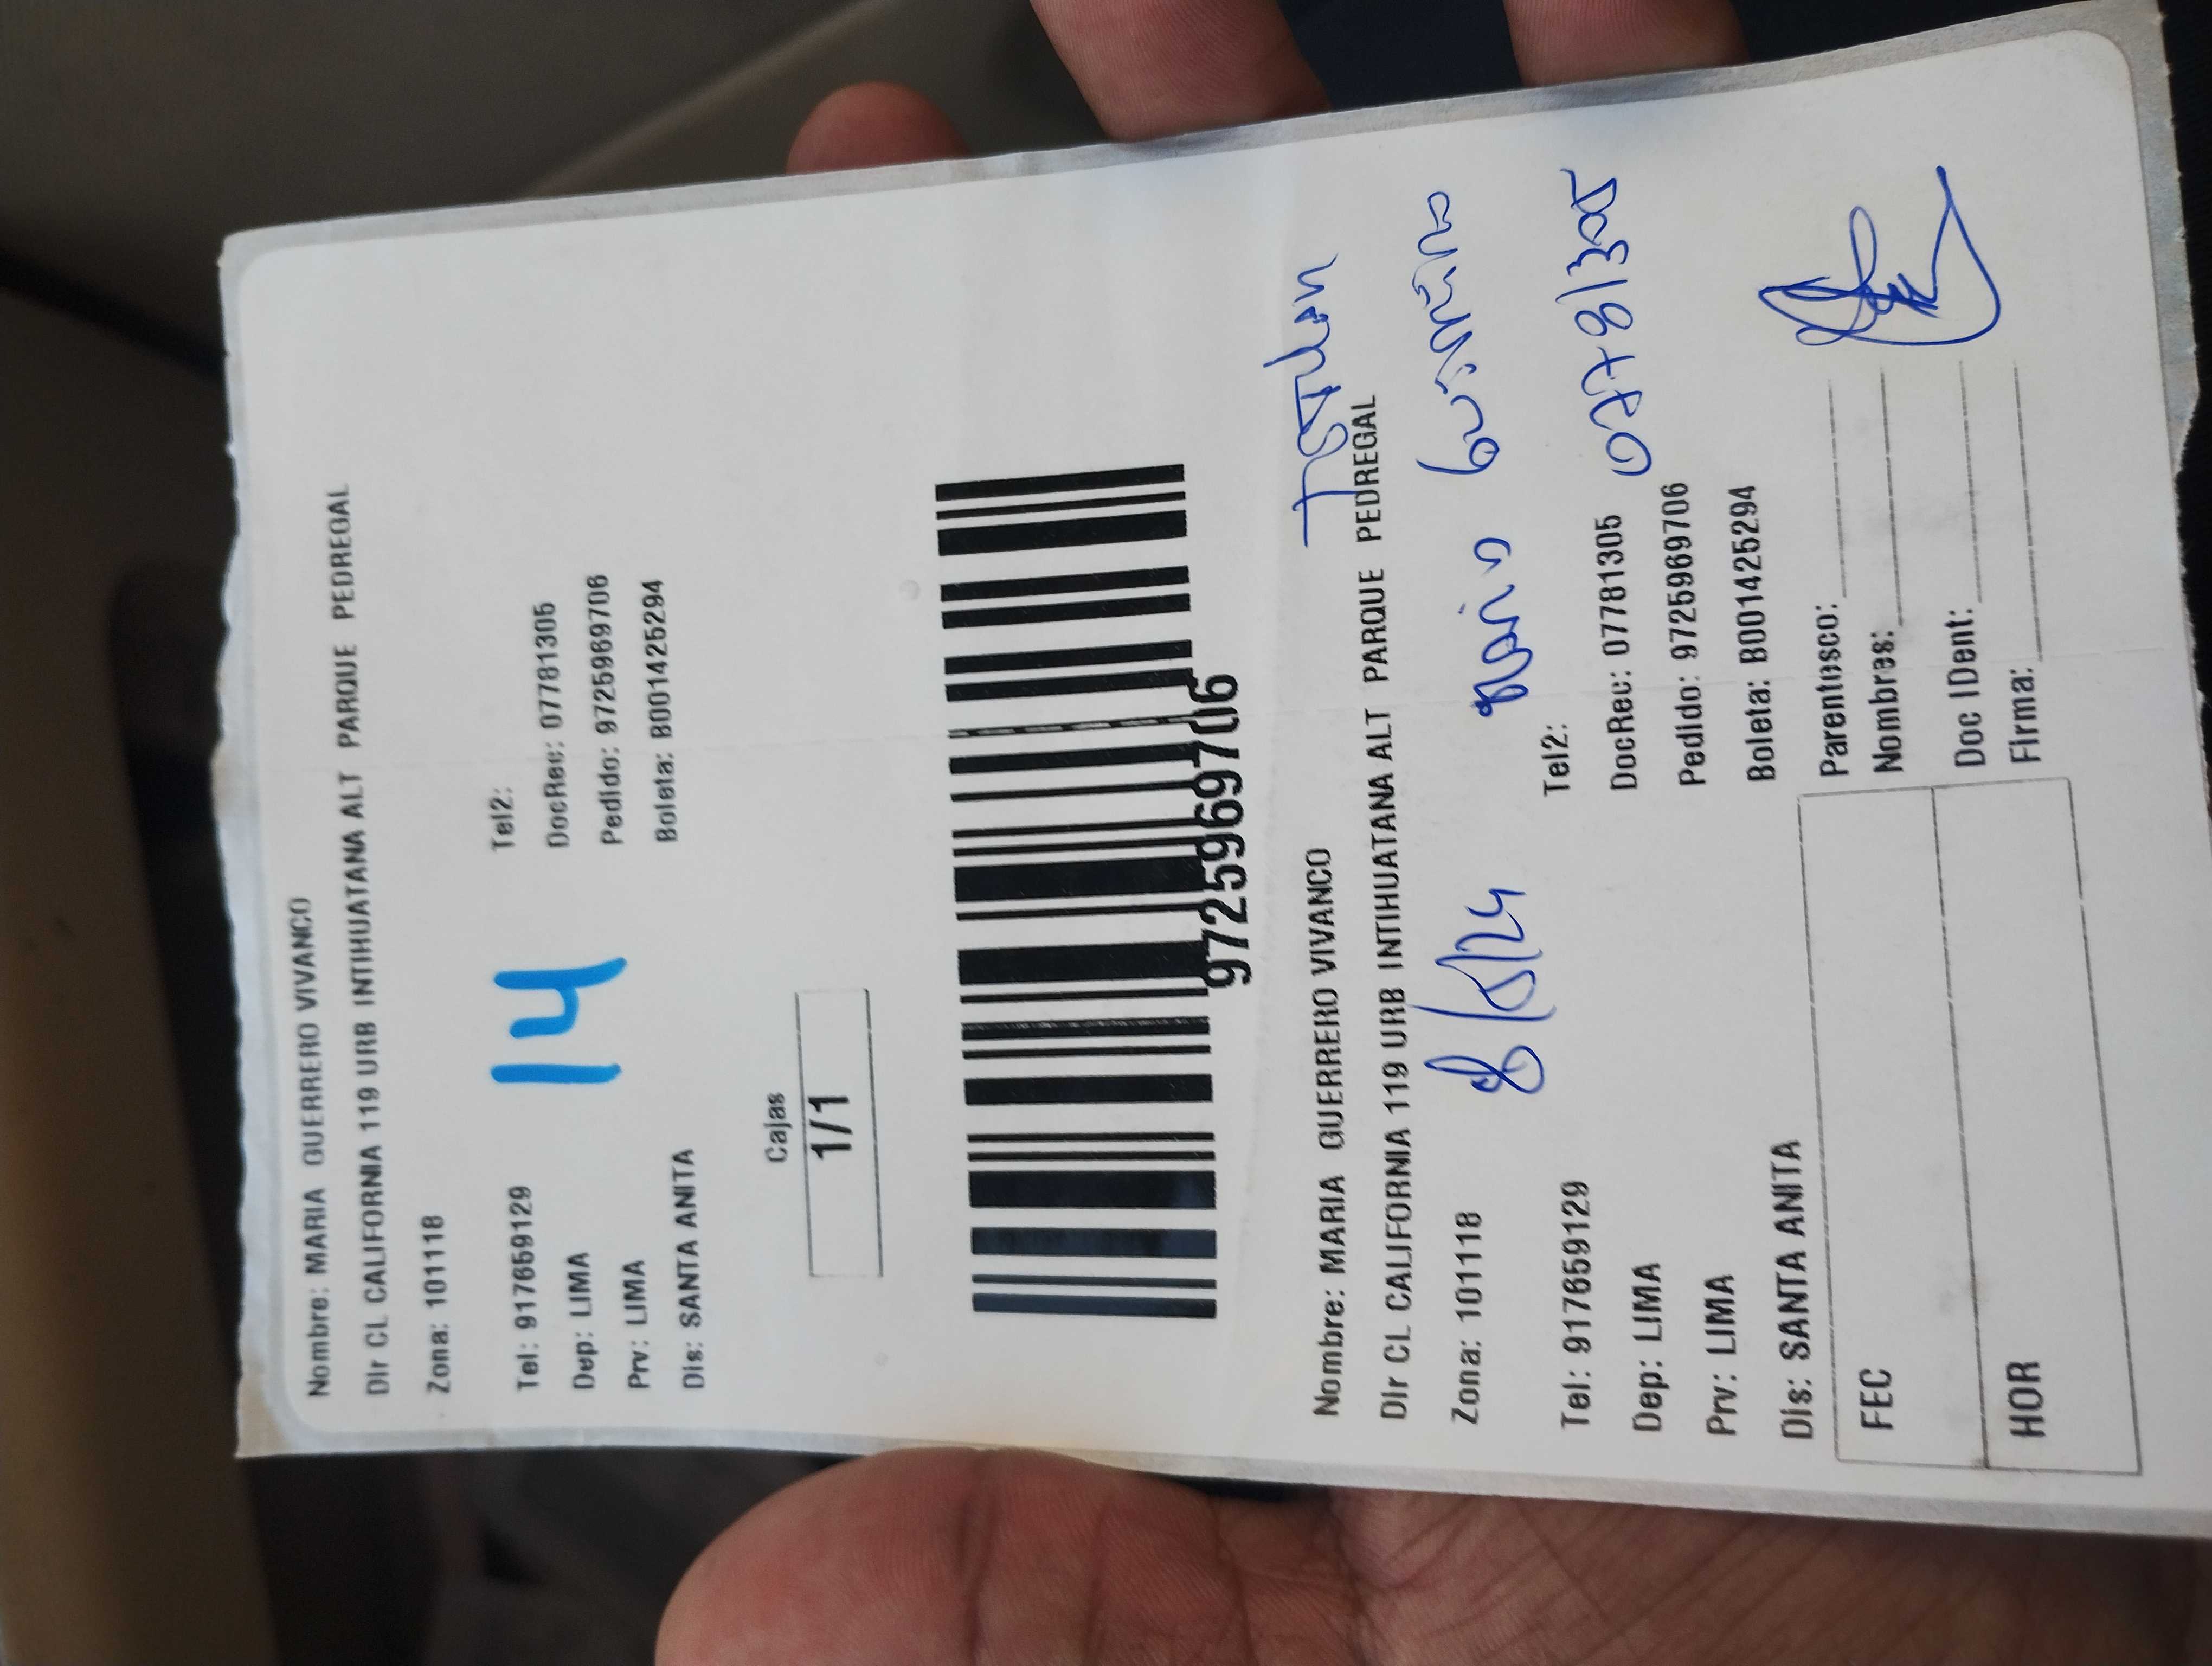 Nombre: MARIA GUERRERO VIVANCO
Dir CL CALIFORNIA 119 URB INTIHUATANA ALT PARQUE PEDREGAL
Zona: 101118
Tel: 917659129 Tel2:
Dep: LIMA DocRec: 07781305
Prv: LIMA Pedido: 9725969706
Dis: SANTA ANITA Boleta: B001425294
14
Cajas
1/1
9725969706
Nombre: MARIA GUERRERO VIVANCO
Dir CL CALIFORNIA 119 URB INTIHUATANA ALT PARQUE PEDREGAL
Zona: 101118
Maria Guerrero
Tel: 917659129 Tel2:
07781305
Dep: LIMA DocRec: 07781305
Prv: LIMA Pedido: 9725969706
Dis: SANTA ANITA Boleta: B001425294
FEC Parentesco:
Nombres:
HOR Doc IDent:
Firma: